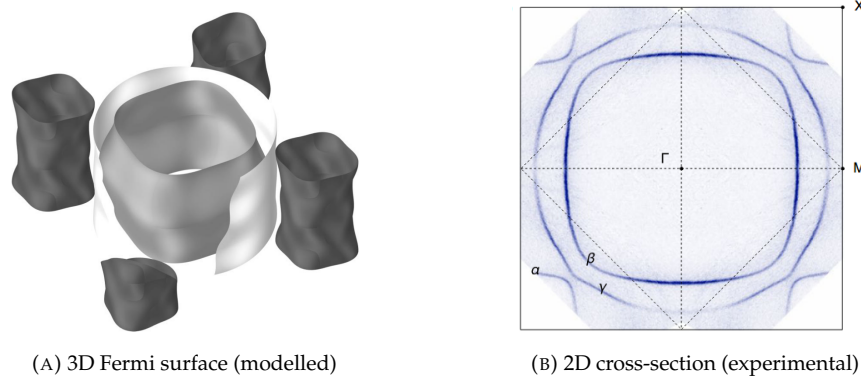 X
Γ
M
β
α
γ
(A) 3D Fermi surface (modelled)
(B) 2D cross-section (experimental)